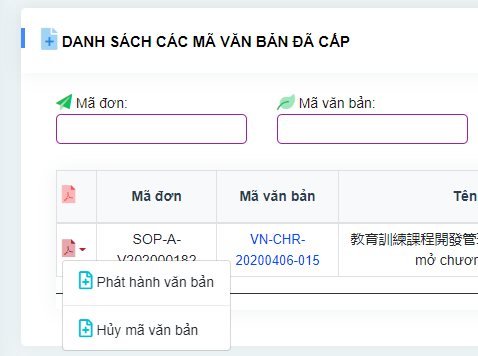 DANH SÁCH CÁC MÃ VĂN BẢN ĐÃ CẤP
Mã đơn:
Mã văn bản:
Mã đơn
Mã văn bản
Tên
SOP-A-
V202000182
VN-CHR-
20200406-015
教育訓練課程開發管
mở chươn
Phát hành văn bản
Hủy mã văn bản